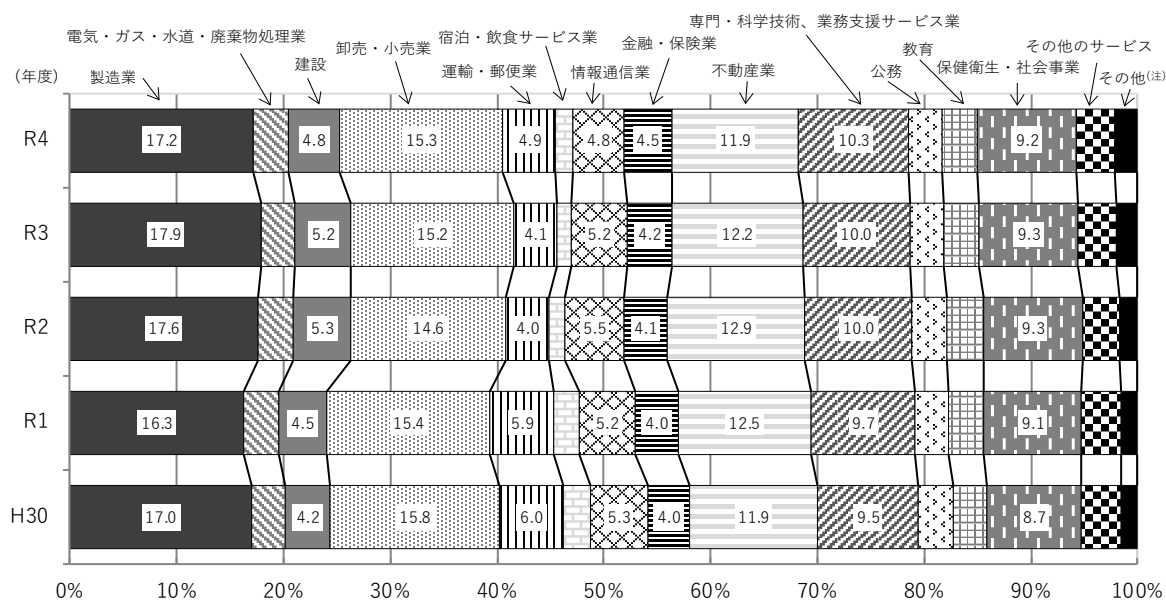 専門・科学技術、業務支援サービス業
電気・ガス・水道・廃棄物処理業
宿泊・飲食サービス業
卸売・小売業
金融・保険業
教育
その他のサービス
建設
運輸・郵便業
情報通信業
不動産業
公務
保健衛生・社会事業
(年度)
製造業
その他(注)
R4 17.2 4.8 15.3 4.9 4.8 4.5 11.9 10.3 9.2
R3 17.9 5.2 15.2 4.1 5.2 4.2 12.2 10.0 9.3
R2 17.6 5.3 14.6 4.0 5.5 4.1 12.9 10.0 9.3
R1 16.3 4.5 15.4 5.9 5.2 4.0 12.5 9.7 9.1
H30 17.0 4.2 15.8 6.0 5.3 4.0 11.9 9.5 8.7
0% 10% 20% 30% 40% 50% 60% 70% 80% 90% 100%